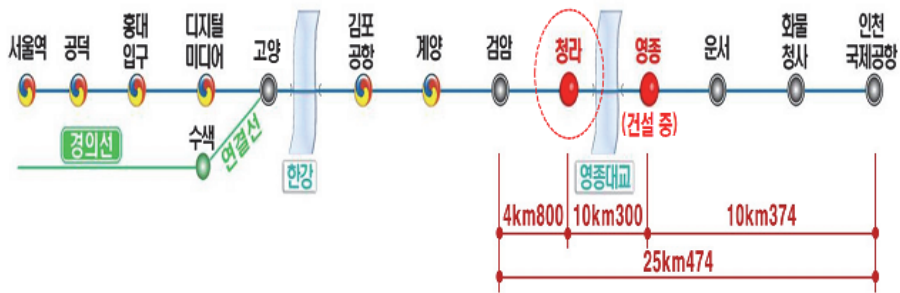 서울역
공덕
홍대
입구
디지털
미디어
고양
김포
공항
계양
검암
청라
영종
(건설 중)
운서
화물
청사
인천
국제공항
경의선
수색
연결선
한강
영종대교
4km800
10km300
10km374
25km474